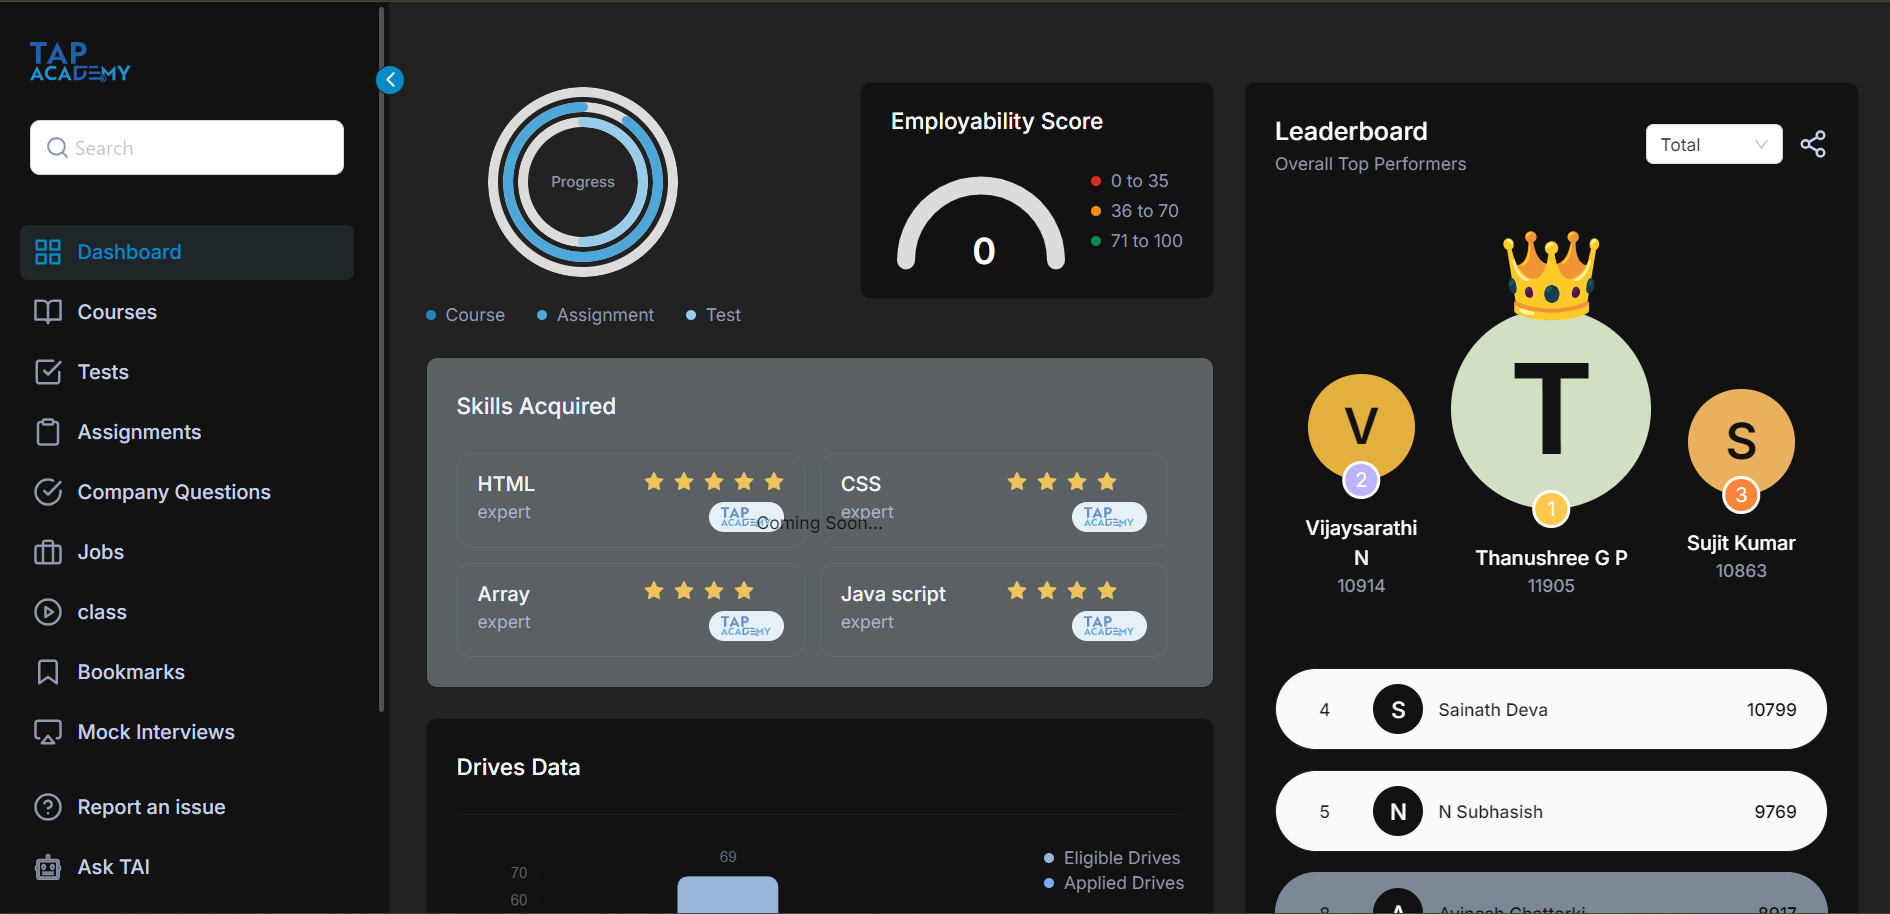 TAP
ACADEMY
Search
Dashboard
Courses
Tests
Assignments
Company Questions
Jobs
class
Bookmarks
Mock Interviews
Report an issue
Ask TAI
Progress
Course
Assignment
Test
Employability Score
0
0 to 35
36 to 70
71 to 100
Skills Acquired
HTML
expert
TAP
ACADEMY
CSS
expert
TAP
ACADEMY
Coming Soon...
Array
expert
TAP
ACADEMY
Java script
expert
TAP
ACADEMY
Drives Data
69
70
60
Eligible Drives
Applied Drives
Leaderboard
Overall Top Performers
Total
V
2
Vijaysarathi
N
10914
T
1
Thanushree G P
11905
S
3
Sujit Kumar
10863
4 S Sainath Deva 10799
5 N N Subhasish 9769
A 8917